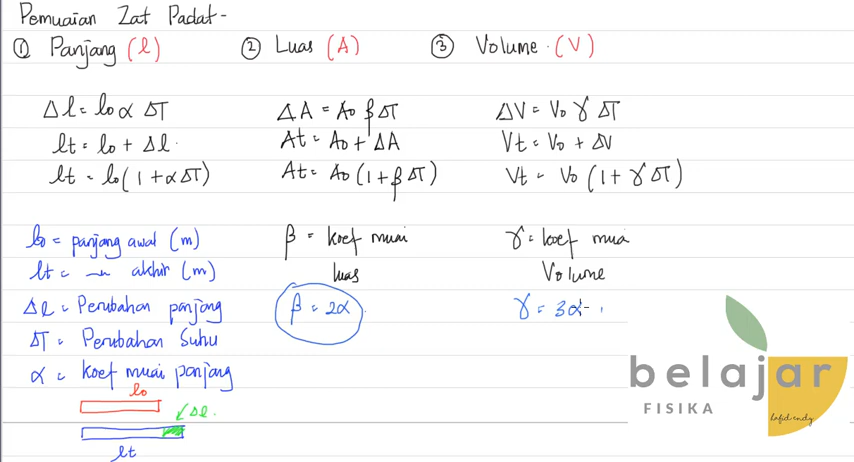 Pemuaian Zat Padat-
① Panjang (l)
② Luas (A)
③ Volume. (V)
Δl = lo α ΔT
lt = lo + Δl.
lt = lo (1 + α ΔT)
ΔA = Ao β ΔT
At = Ao + ΔA
At = Ao (1 + β ΔT)
ΔV = Vo γ ΔT
Vt = Vo + ΔV
Vt = Vo (1 + γ ΔT)
lo = panjang awal (m)
lt = akhir (m)
Δl = Perubahan panjang
ΔT = Perubahan Suhu
α = koef muai panjang
β = koef muai
luas
β = 2α
γ = koef mua
Volume
γ = 3α
lo
Δl.
lt
belajar
FISIKA
lafid endy